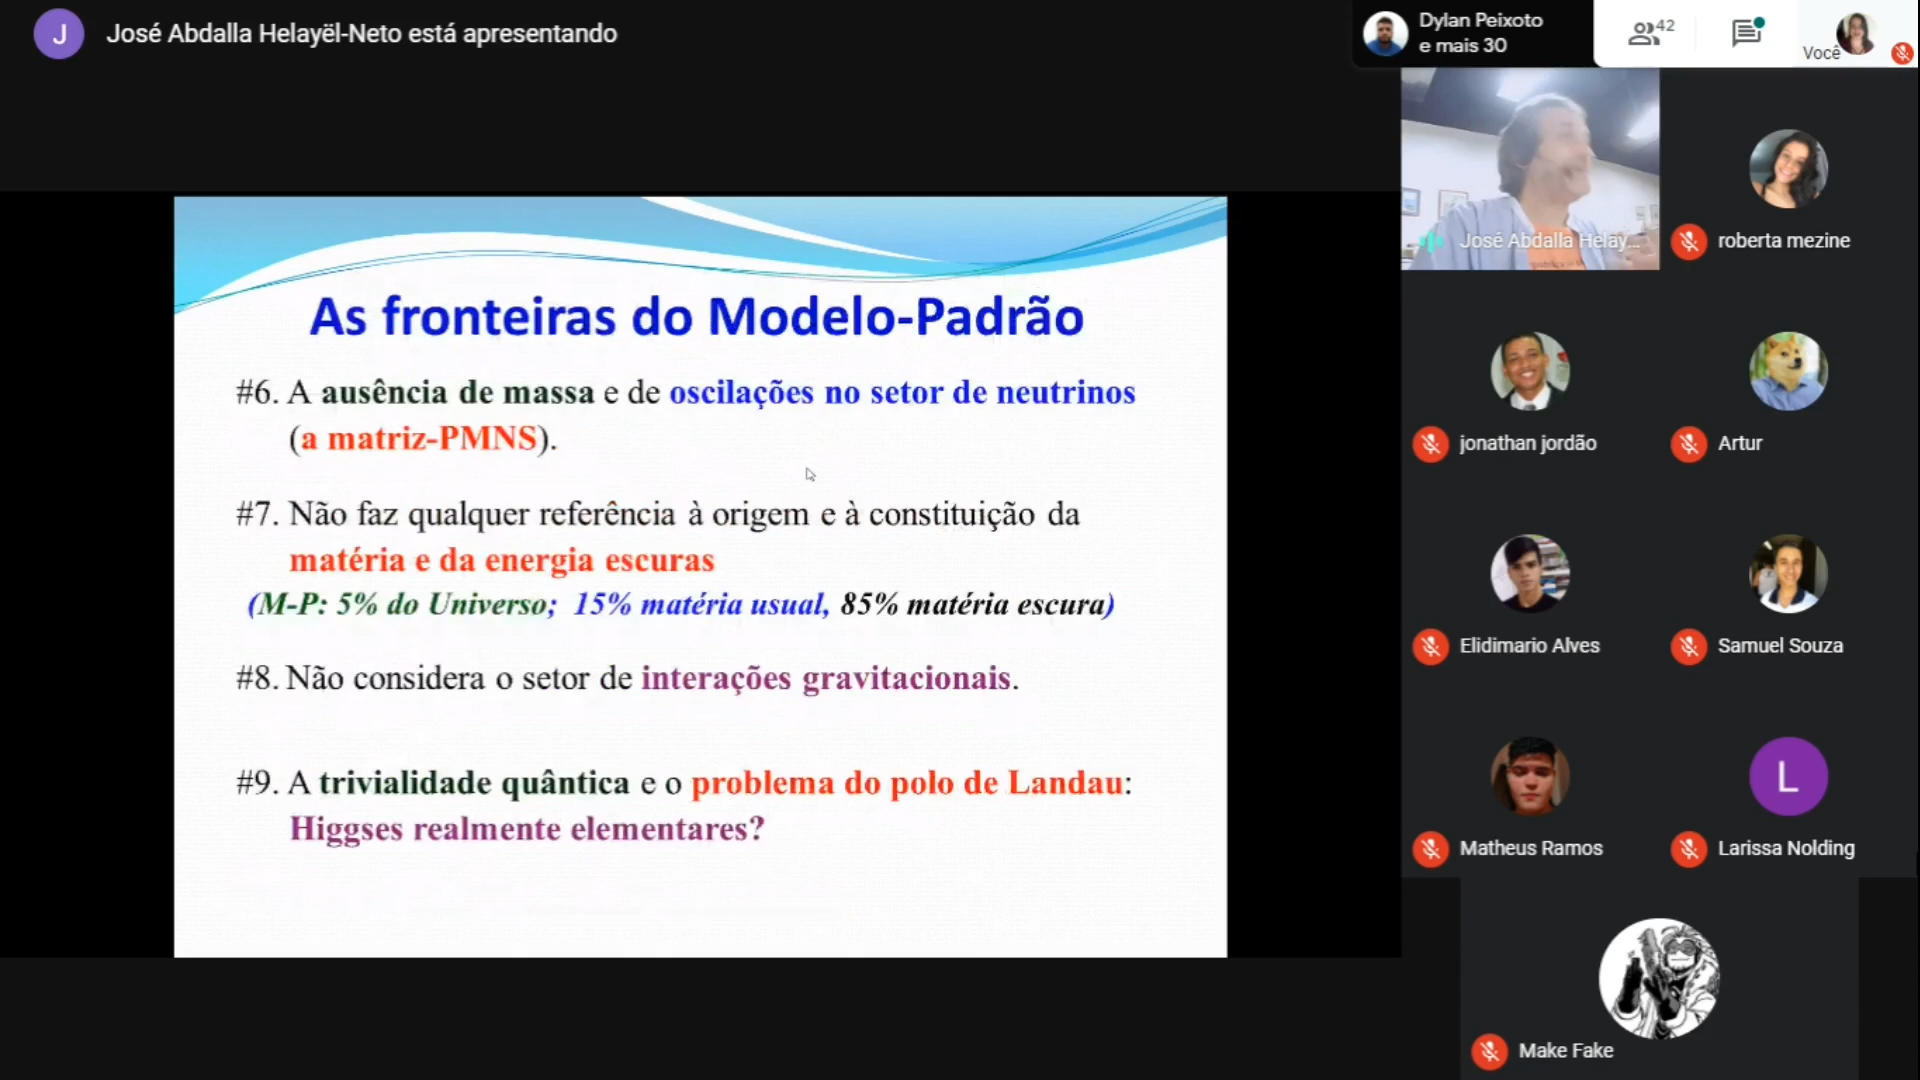 J
José Abdalla Helayël-Neto está apresentando
Dylan Peixoto
e mais 30
42
Você
As fronteiras do Modelo-Padrão
#6. A ausência de massa e de oscilações no setor de neutrinos
(a matriz-PMNS).
#7. Não faz qualquer referência à origem e à constituição da
matéria e da energia escuras
(M-P: 5% do Universo; 15% matéria usual, 85% matéria escura)
#8. Não considera o setor de interações gravitacionais.
#9. A trivialidade quântica e o problema do polo de Landau:
Higgses realmente elementares?
José Abdalla Helay...
roberta mezine
jonathan jordão
Artur
Elidimario Alves
Samuel Souza
Matheus Ramos
L
Larissa Nolding
Make Fake